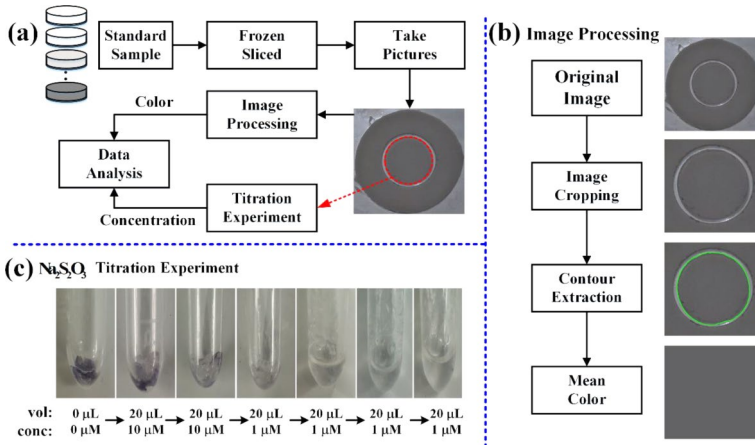 (a)
Standard
Sample
Frozen
Sliced
Take
Pictures
Color
Image
Processing
Data
Analysis
Titration
Experiment
Concentration
(b) Image Processing
Original
Image
Image
Cropping
Contour
Extraction
Mean
Color
(c) Na₂S₂O₃ Titration Experiment
vol: 0 μL 20 μL 20 μL 20 μL 20 μL 20 μL 20 μL
conc: 0 μM 10 μM 10 μM 1 μM 1 μM 1 μM 1 μM